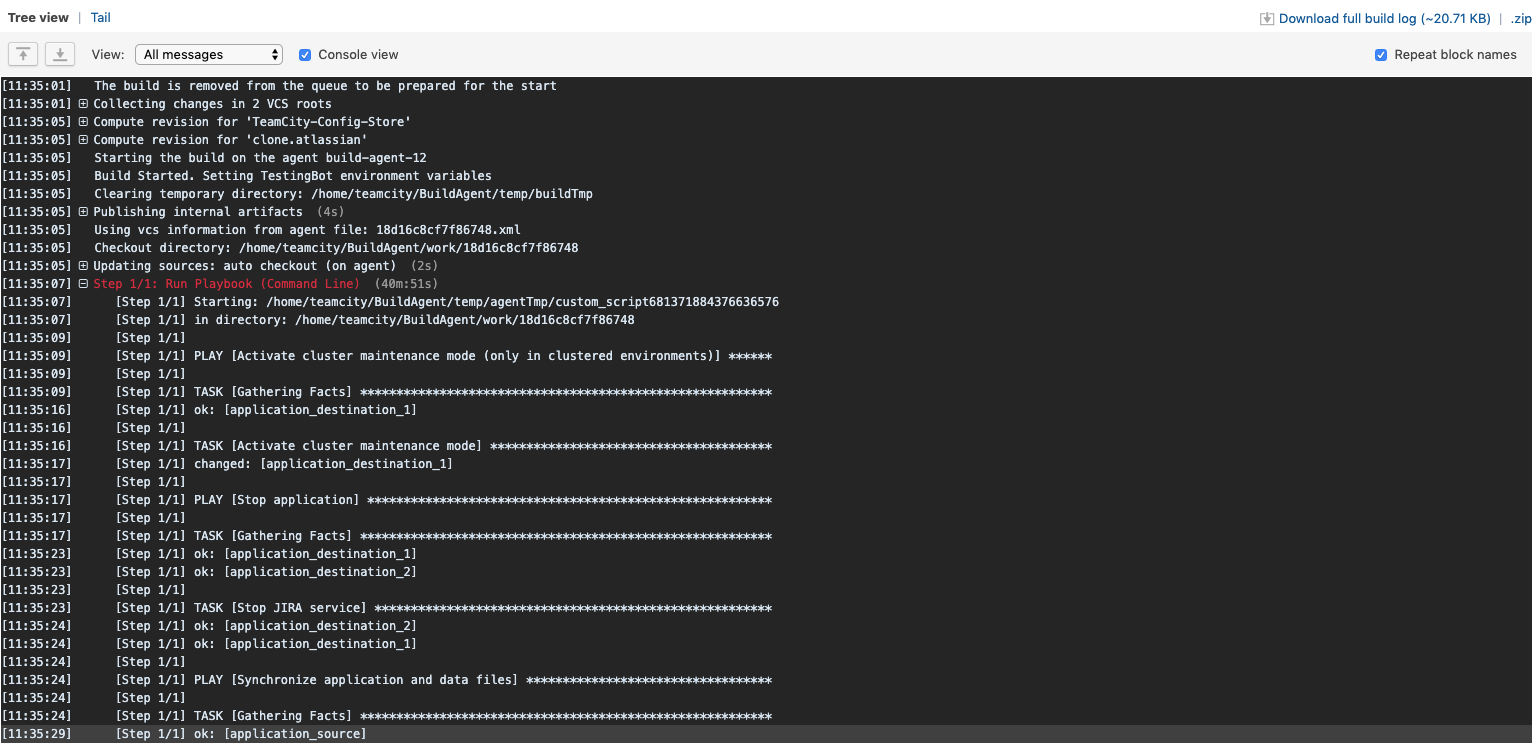 Tree view | Tail
Download full build log (~20.71 KB) | .zip
View: All messages Console view
Repeat block names
[11:35:01] The build is removed from the queue to be prepared for the start
[11:35:01] Collecting changes in 2 VCS roots
[11:35:05] Compute revision for 'TeamCity-Config-Store'
[11:35:05] Compute revision for 'clone.atlassian'
[11:35:05] Starting the build on the agent build-agent-12
[11:35:05] Build Started. Setting TestingBot environment variables
[11:35:05] Clearing temporary directory: /home/teamcity/BuildAgent/temp/buildTmp
[11:35:05] Publishing internal artifacts (4s)
[11:35:05] Using vcs information from agent file: 18d16c8cf7f86748.xml
[11:35:05] Checkout directory: /home/teamcity/BuildAgent/work/18d16c8cf7f86748
[11:35:05] Updating sources: auto checkout (on agent) (2s)
[11:35:07] Step 1/1: Run Playbook (Command Line) (40m:51s)
[11:35:07] [Step 1/1] Starting: /home/teamcity/BuildAgent/temp/agentTmp/custom_script681371884376636576
[11:35:07] [Step 1/1] in directory: /home/teamcity/BuildAgent/work/18d16c8cf7f86748
[11:35:09] [Step 1/1]
[11:35:09] [Step 1/1] PLAY [Activate cluster maintenance mode (only in clustered environments)] ******
[11:35:09] [Step 1/1]
[11:35:09] [Step 1/1] TASK [Gathering Facts] *********************************************************
[11:35:16] [Step 1/1] ok: [application_destination_1]
[11:35:16] [Step 1/1]
[11:35:16] [Step 1/1] TASK [Activate cluster maintenance mode] ***************************************
[11:35:17] [Step 1/1] changed: [application_destination_1]
[11:35:17] [Step 1/1]
[11:35:17] [Step 1/1] PLAY [Stop application] ********************************************************
[11:35:17] [Step 1/1]
[11:35:17] [Step 1/1] TASK [Gathering Facts] *********************************************************
[11:35:23] [Step 1/1] ok: [application_destination_1]
[11:35:23] [Step 1/1] ok: [application_destination_2]
[11:35:23] [Step 1/1]
[11:35:23] [Step 1/1] TASK [Stop JIRA service] *******************************************************
[11:35:24] [Step 1/1] ok: [application_destination_2]
[11:35:24] [Step 1/1] ok: [application_destination_1]
[11:35:24] [Step 1/1]
[11:35:24] [Step 1/1] PLAY [Synchronize application and data files] **********************************
[11:35:24] [Step 1/1]
[11:35:24] [Step 1/1] TASK [Gathering Facts] *********************************************************
[11:35:29] [Step 1/1] ok: [application_source]